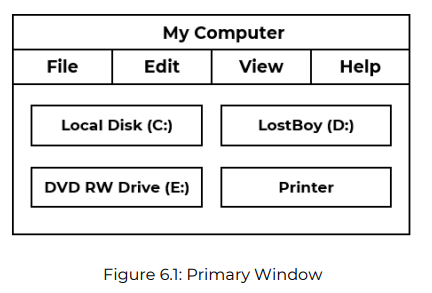 My Computer
File Edit View Help
Local Disk (C:) LostBoy (D:)
DVD RW Drive (E:) Printer
Figure 6.1: Primary Window